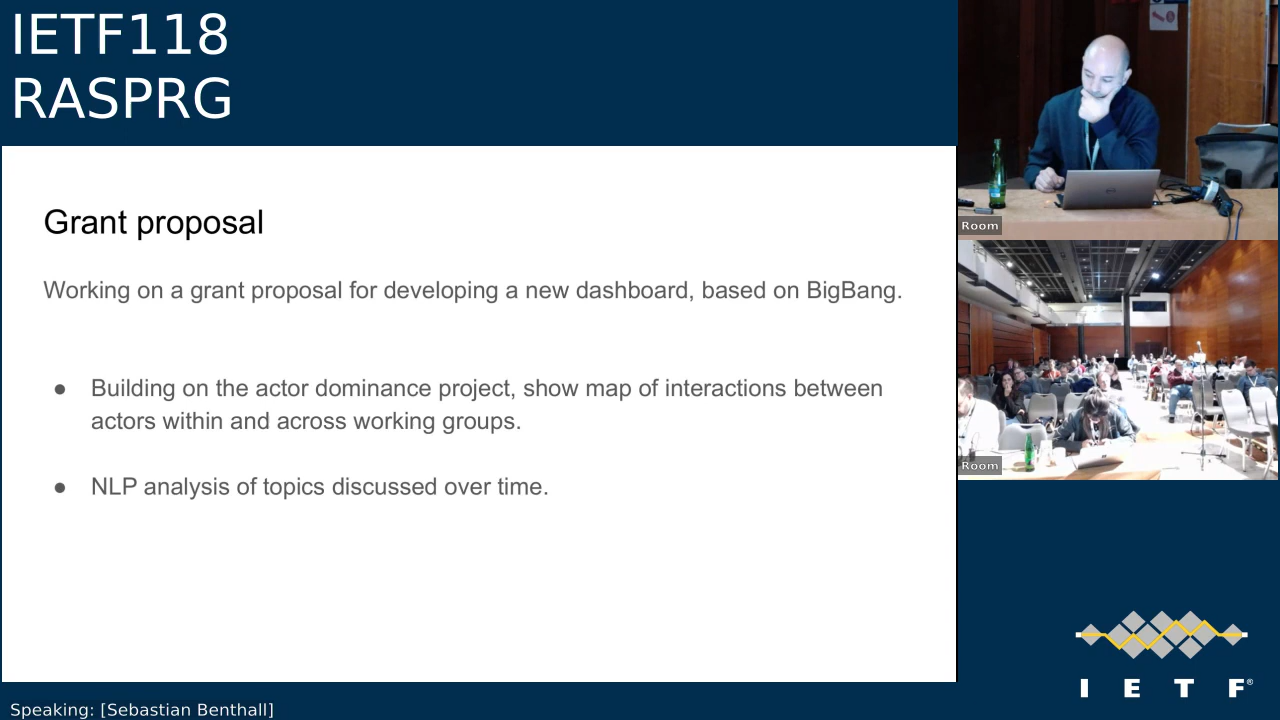 IETF118
RASPRG
Grant proposal
Working on a grant proposal for developing a new dashboard, based on BigBang.
● Building on the actor dominance project, show map of interactions between
actors within and across working groups.
● NLP analysis of topics discussed over time.
Room
Room
I E T F®
Speaking: [Sebastian Benthall]